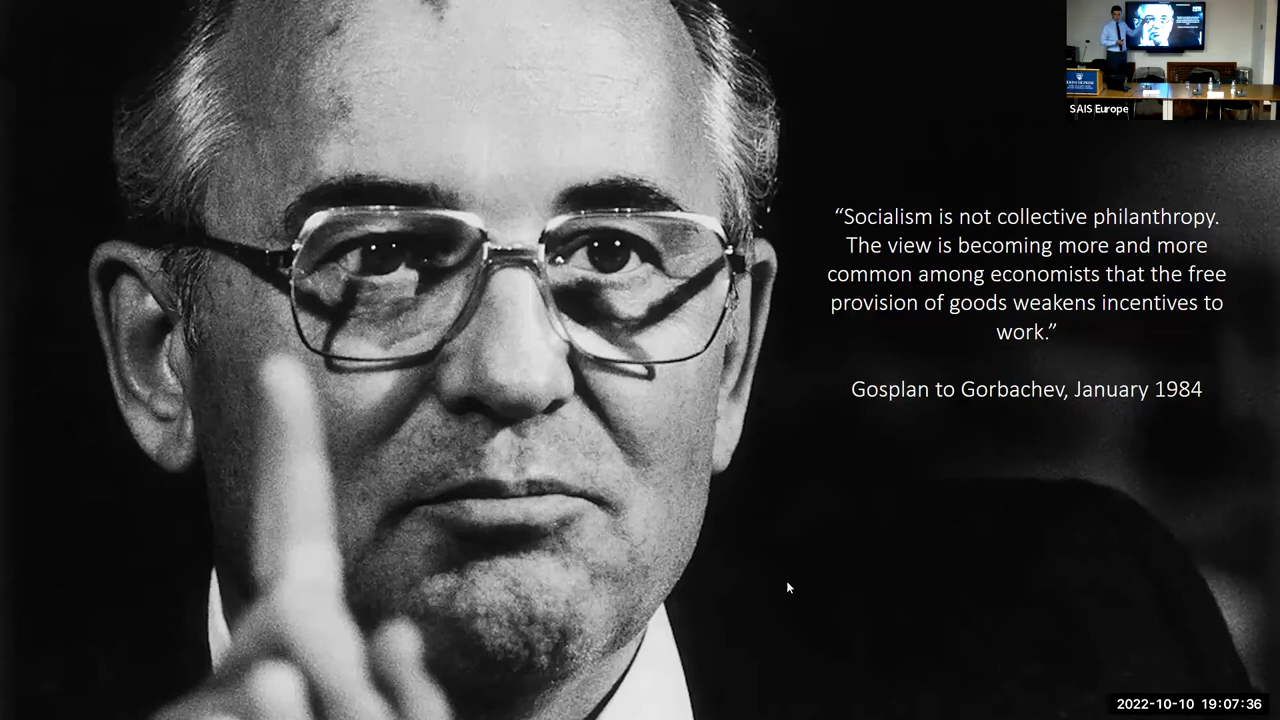 SAIS Europe
“Socialism is not collective philanthropy.
The view is becoming more and more
common among economists that the free
provision of goods weakens incentives to
work.”
Gosplan to Gorbachev, January 1984
2022-10-10 19:07:36